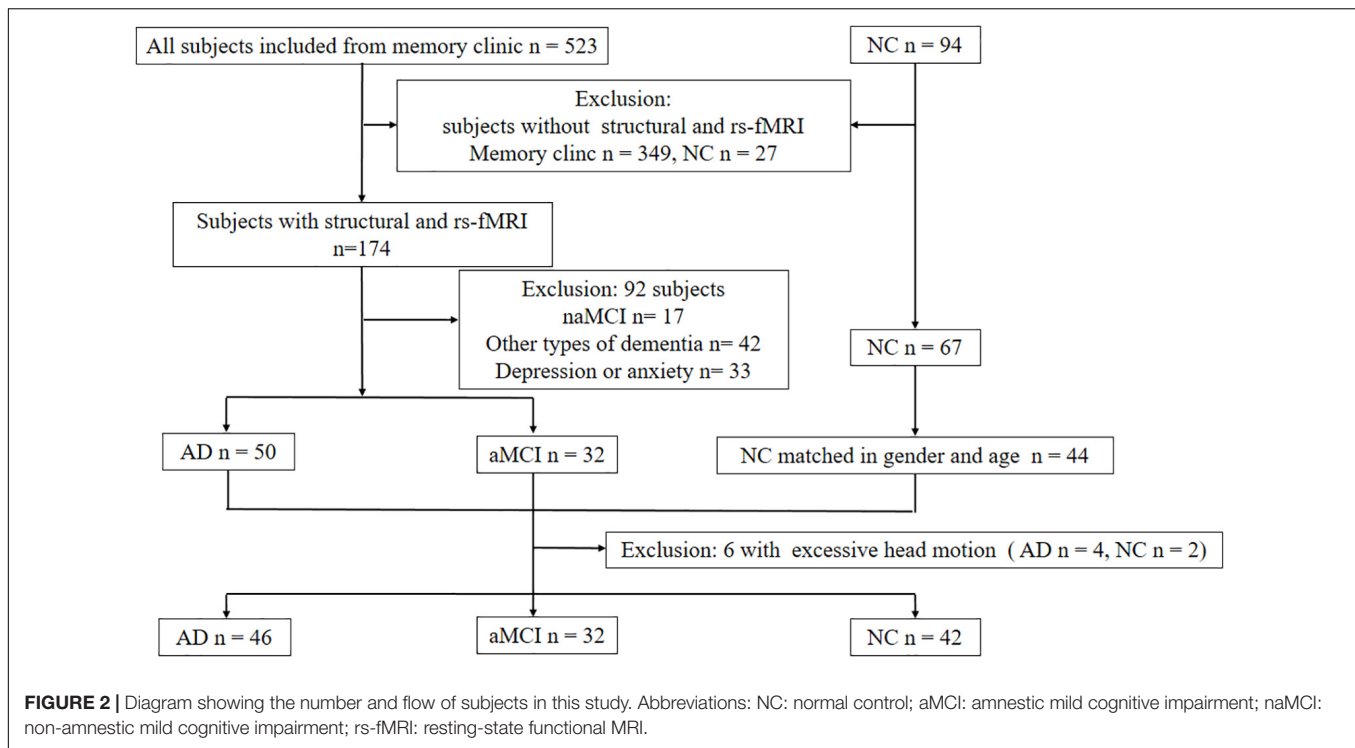 All subjects included from memory clinic n = 523
NC n = 94
Exclusion:
subjects without structural and rs-fMRI
Memory clinc n = 349, NC n = 27
Subjects with structural and rs-fMRI
n=174
Exclusion: 92 subjects
naMCI n= 17
Other types of dementia n= 42
Depression or anxiety n= 33
NC n = 67
AD n = 50
aMCI n = 32
NC matched in gender and age n = 44
Exclusion: 6 with excessive head motion ( AD n = 4, NC n = 2)
AD n = 46
aMCI n = 32
NC n = 42
FIGURE 2 | Diagram showing the number and flow of subjects in this study. Abbreviations: NC: normal control; aMCI: amnestic mild cognitive impairment; naMCI:
non-amnestic mild cognitive impairment; rs-fMRI: resting-state functional MRI.